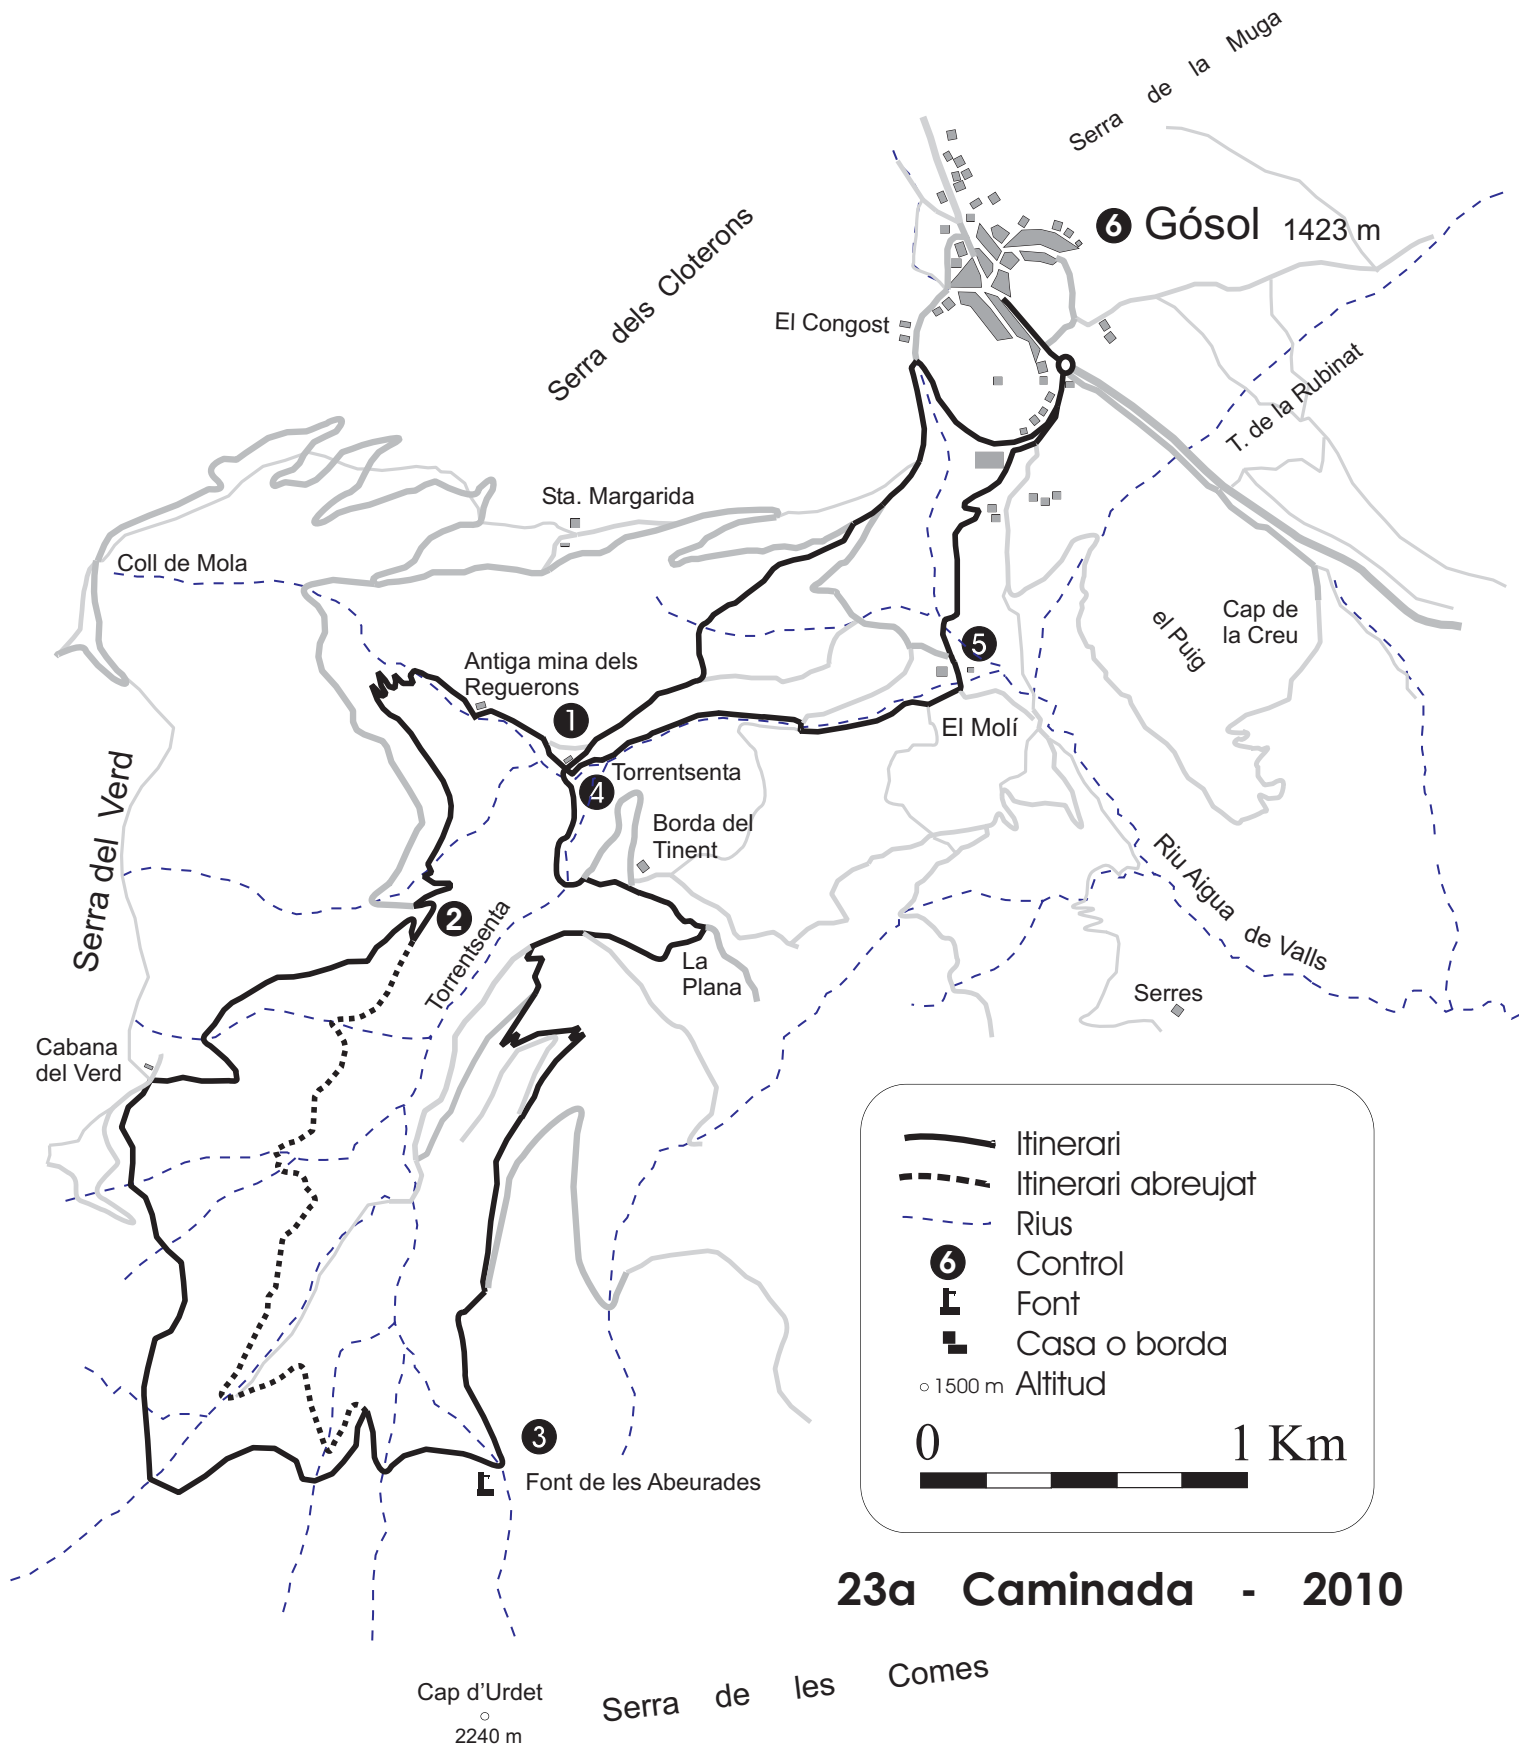 Serra de la Muga
6 Gósol 1423 m
Serra dels Cloterons
El Congost
T. de la Rubinat
Sta. Margarida
Coll de Mola
Cap de
la Creu
el Puig
5
Antiga mina dels
Reguerons
1
El Molí
Torrentsenta
4
Borda del
Tinent
Serra del Verd
Riu Aigua de Valls
2
Torrentsenta
La
Plana
Serres
Cabana
del Verd
Itinerari
Itinerari abreujat
Rius
6 Control
Font
Casa o borda
1500 m Altitud
0 1 Km
3
Font de les Abeurades
23a Caminada - 2010
Serra de les Comes
Cap d’Urdet
2240 m